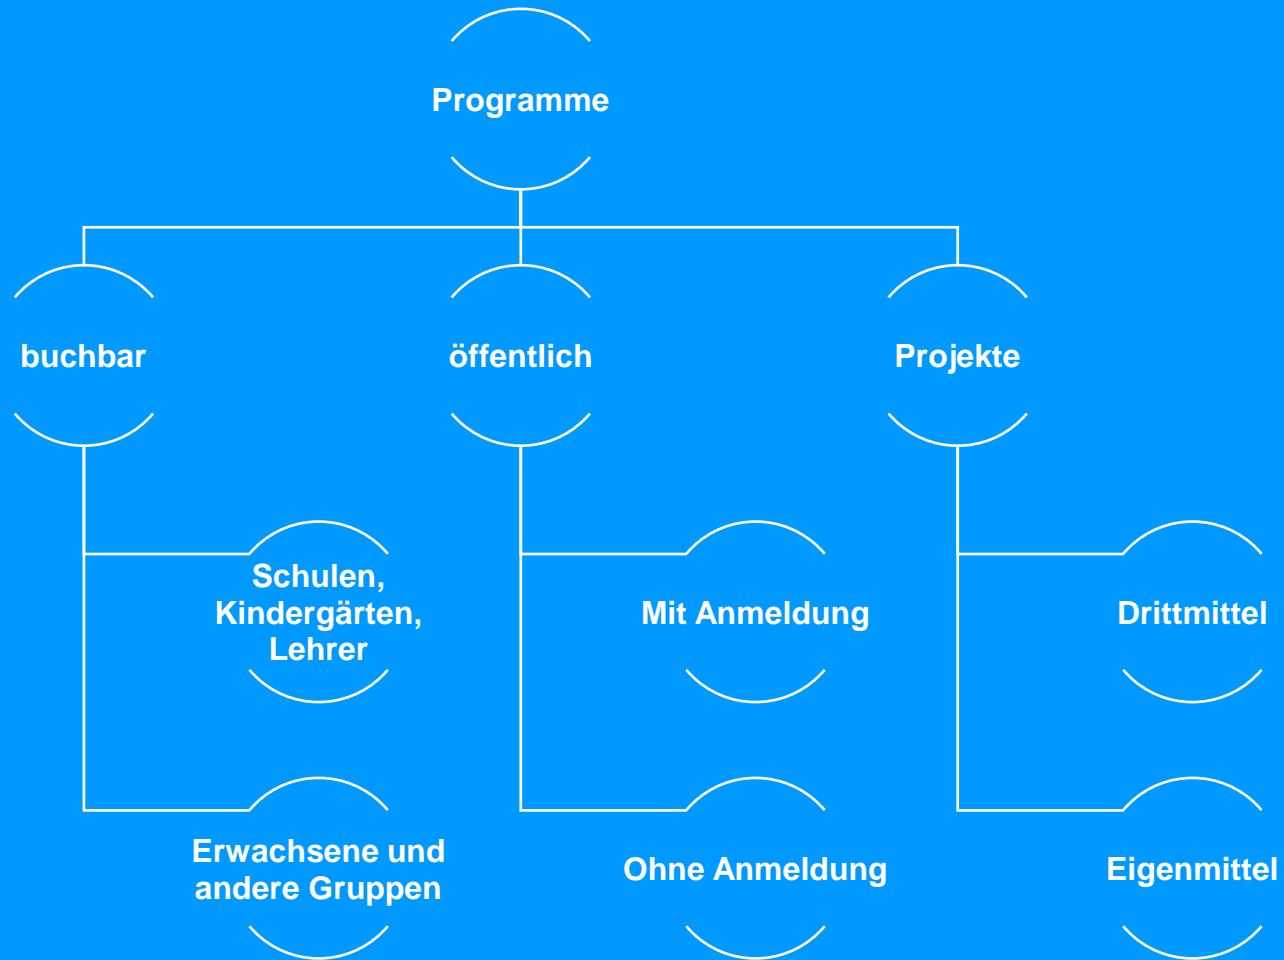 Programme
buchbar
öffentlich
Projekte
Schulen,
Kindergärten,
Lehrer
Mit Anmeldung
Drittmittel
Erwachsene und
andere Gruppen
Ohne Anmeldung
Eigenmittel